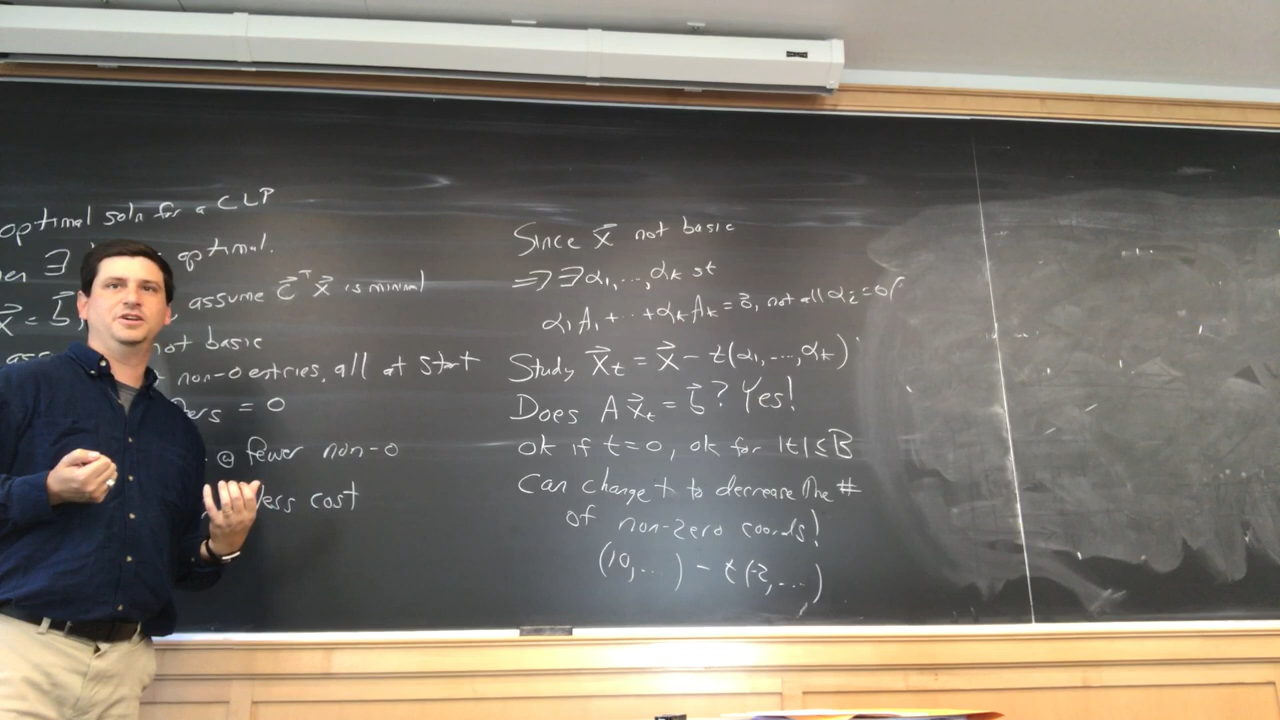 optimal soln for a CLP
∃ optimal.
x⃗ = b⃗, assume c⃗ᵀ x⃗ is minimal
not basic
non-0 entries, all at start
= 0
@ fewer non-0
less cost
Since x⃗ not basic
⇒ ∃ α₁, ..., αₖ st
α₁A₁ + ... + αₖAₖ = 0⃗, not all αᵢ = 0
Study x⃗ₜ = x⃗ - t(α₁, ..., αₖ)
Does A x⃗ₜ = b⃗? Yes!
ok if t=0, ok for |t| ≤ B
Can change t to decrease the #
of non-zero coords!
(10, ...) - t(-2, ...)